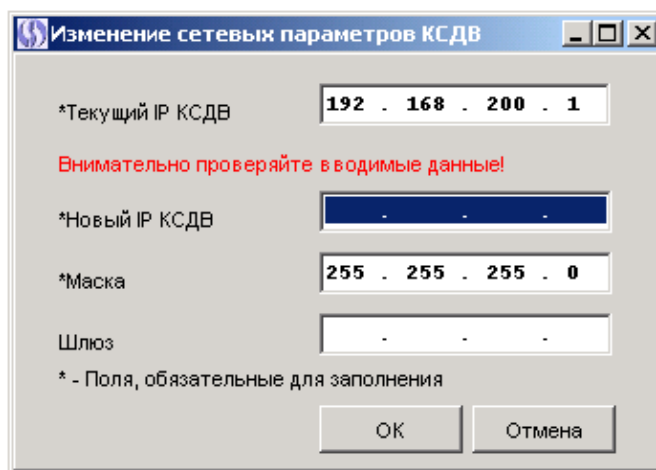 Изменение сетевых параметров КСДВ
*Текущий IP КСДВ 192 . 168 . 200 . 1
Внимательно проверяйте вводимые данные!
*Новый IP КСДВ . . .
*Маска 255 . 255 . 255 . 0
Шлюз . . .
* - Поля, обязательные для заполнения
ОК Отмена